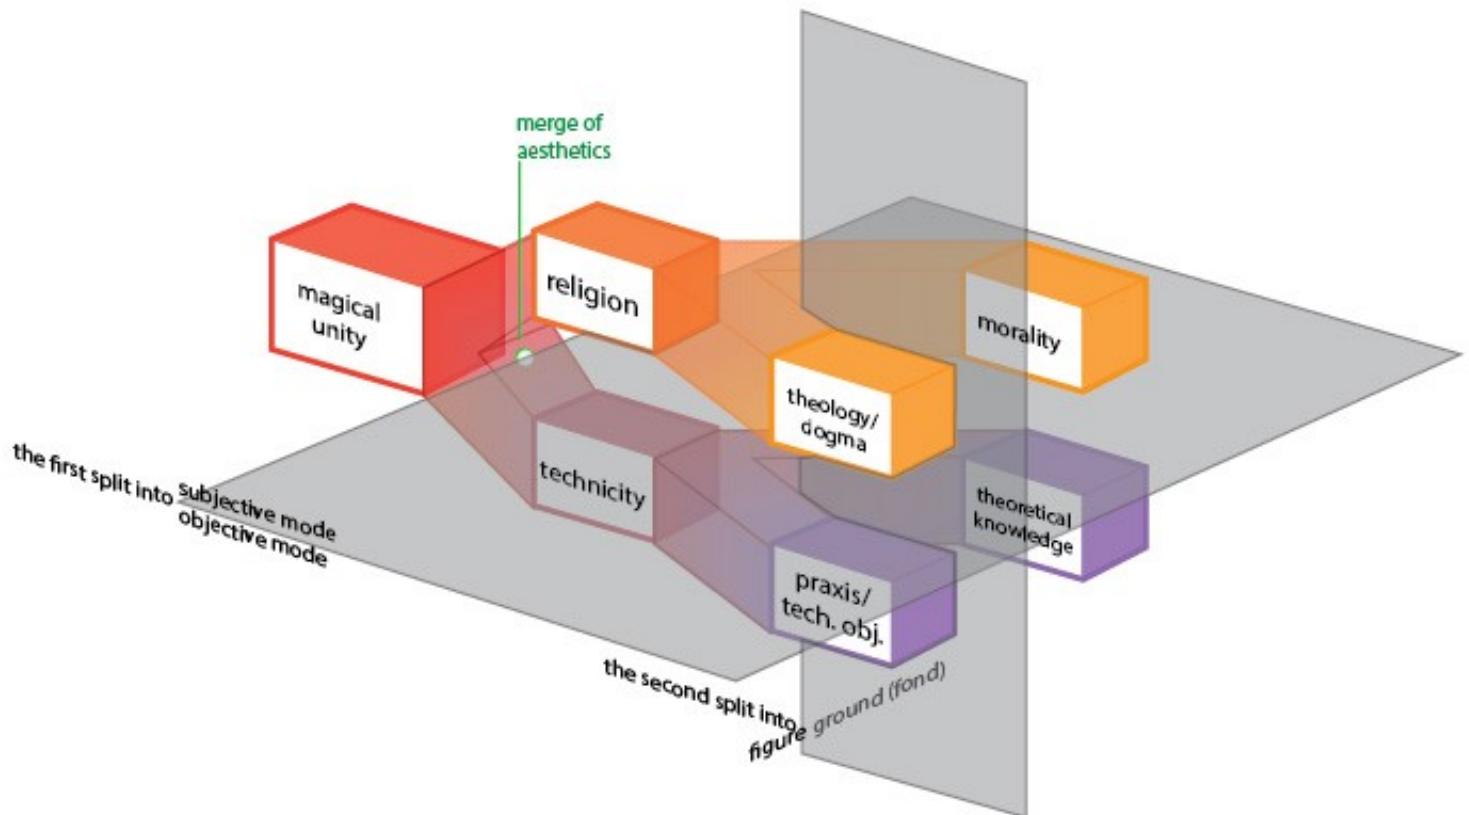 merge of
aesthetics
magical
unity
religion
morality
theology/
dogma
technicity
theoretical
knowledge
praxis/
tech. obj.
the first split into
subjective mode
objective mode
the second split into
figure ground (fond)